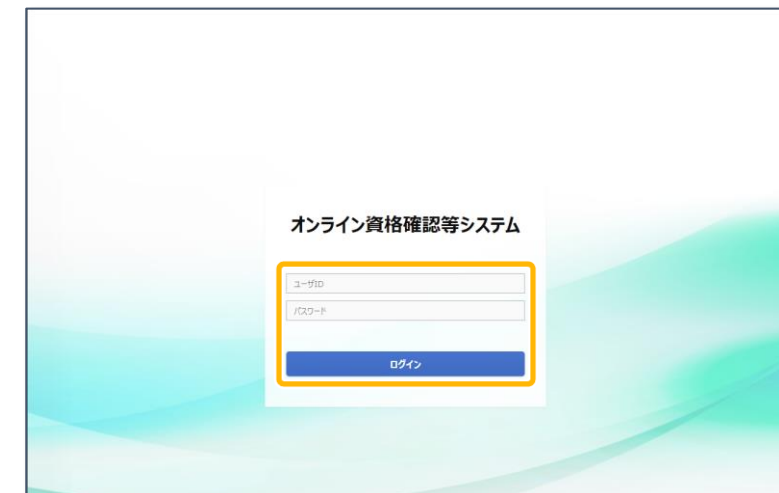 オンライン資格確認等システム
ユーザID
パスワード
ログイン